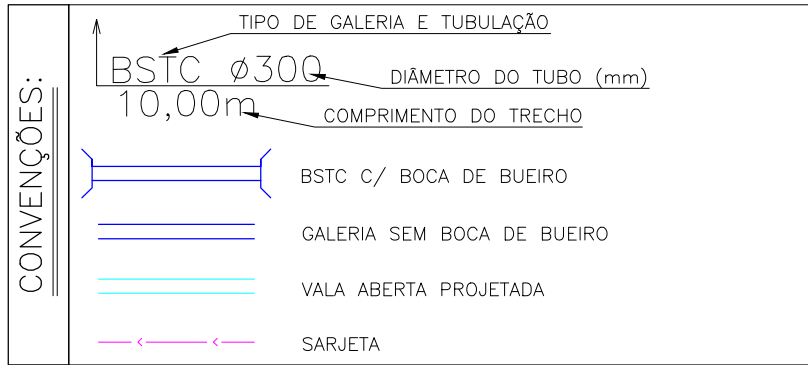 CONVENÇÕES:
TIPO DE GALERIA E TUBULAÇÃO
BSTC ø300
DIÂMETRO DO TUBO (mm)
10,00m
COMPRIMENTO DO TRECHO
BSTC C/ BOCA DE BUEIRO
GALERIA SEM BOCA DE BUEIRO
VALA ABERTA PROJETADA
SARJETA